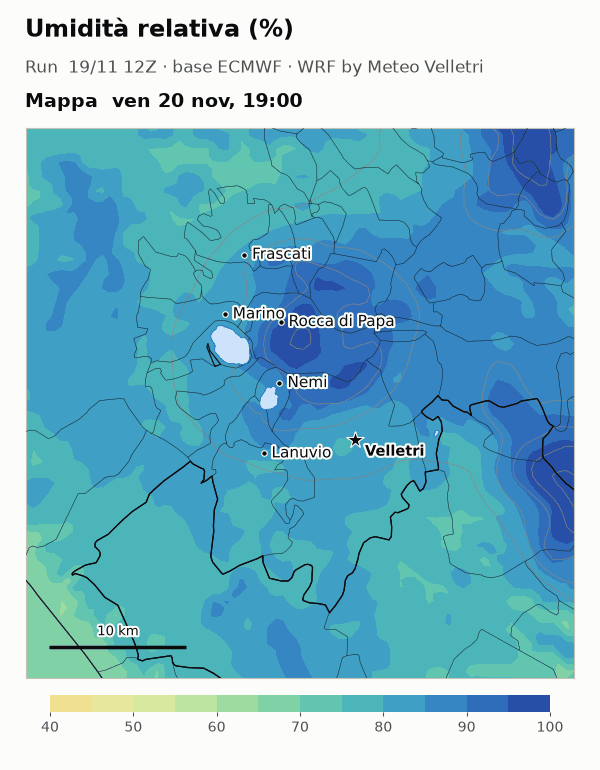 Umidità relativa (%)
Run  19/11 12Z · base ECMWF · WRF by Meteo Velletri
Mappa  ven 20 nov, 19:00
Frascati
Marino
Rocca di Papa
Nemi
Velletri
Lanuvio
10 km
40 50 60 70 80 90 100